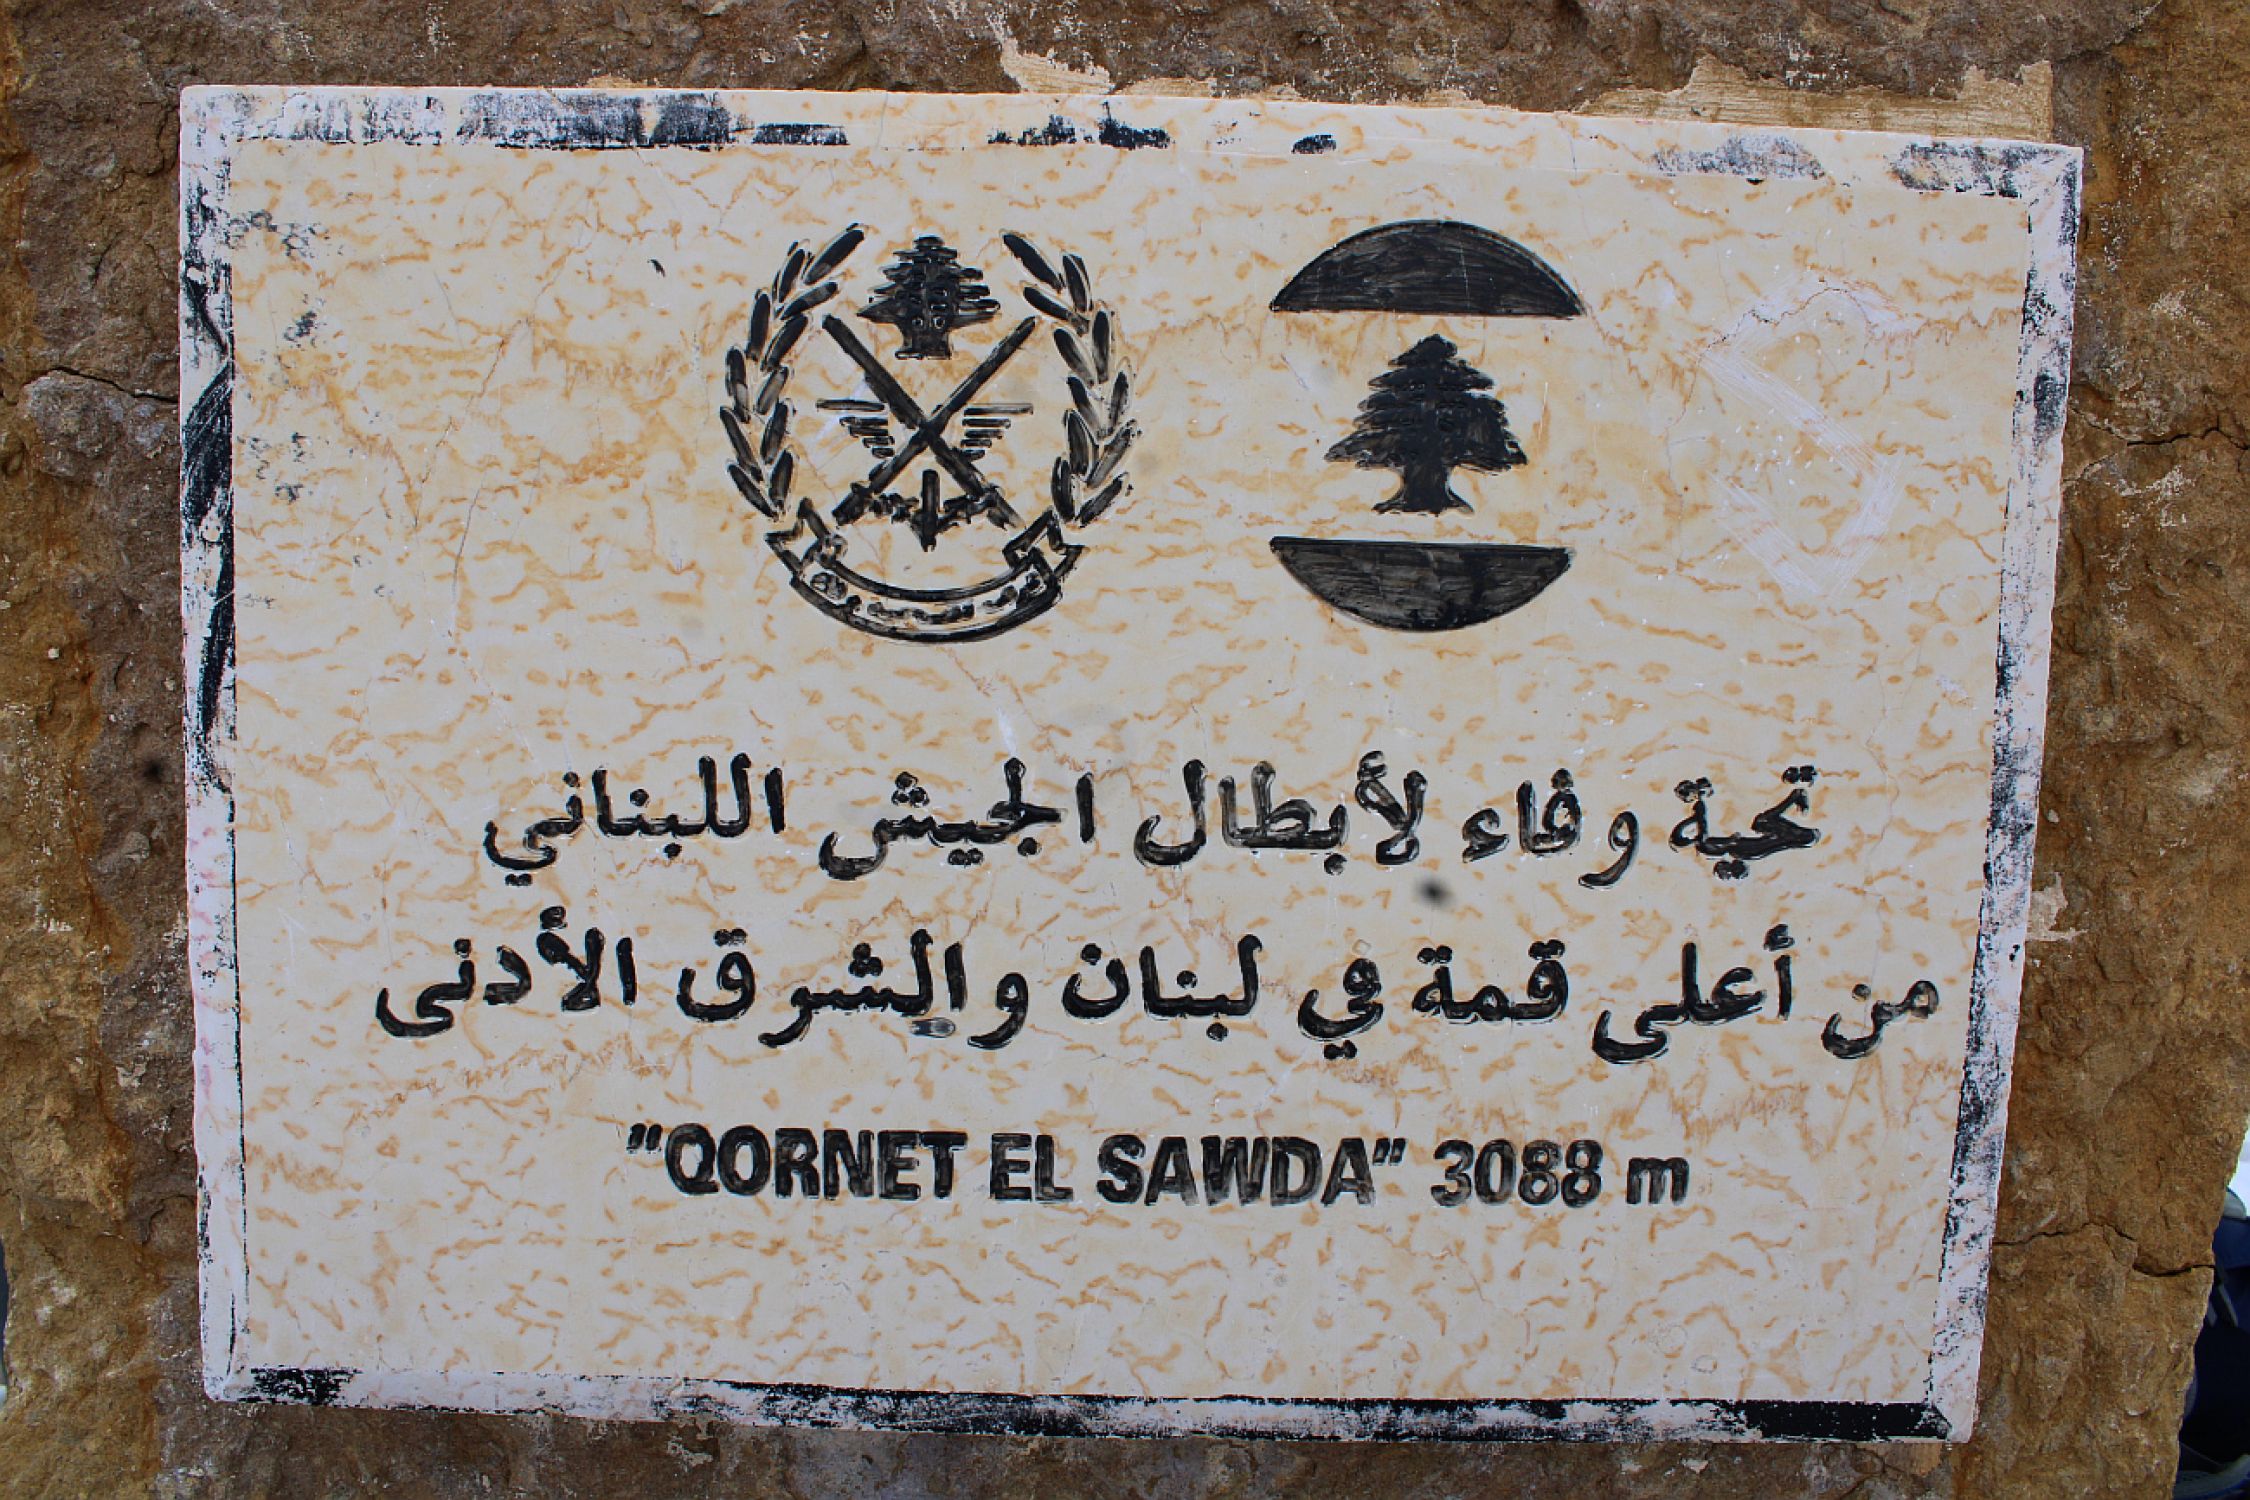 تحية وفاء لأبطال الجيش اللبناني
من أعلى قمة في لبنان والشرق الأدنى
"QORNET EL SAWDA" 3088 m